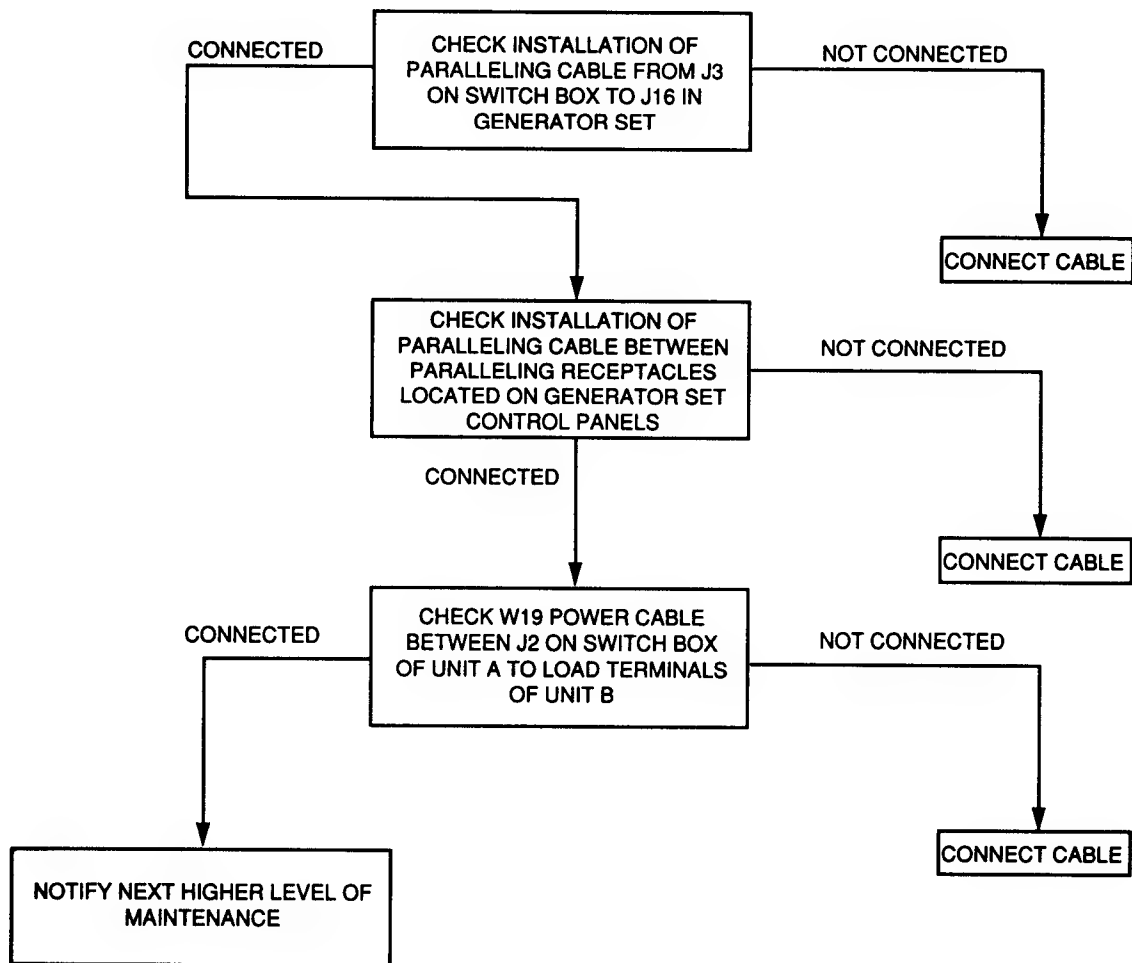 CONNECTED
CHECK INSTALLATION OF
PARALLELING CABLE FROM J3
ON SWITCH BOX TO J16 IN
GENERATOR SET
NOT CONNECTED
CONNECT CABLE
CHECK INSTALLATION OF
PARALLELING CABLE BETWEEN
PARALLELING RECEPTACLES
LOCATED ON GENERATOR SET
CONTROL PANELS
NOT CONNECTED
CONNECTED
CONNECT CABLE
CONNECTED
CHECK W19 POWER CABLE
BETWEEN J2 ON SWITCH BOX
OF UNIT A TO LOAD TERMINALS
OF UNIT B
NOT CONNECTED
CONNECT CABLE
NOTIFY NEXT HIGHER LEVEL OF
MAINTENANCE